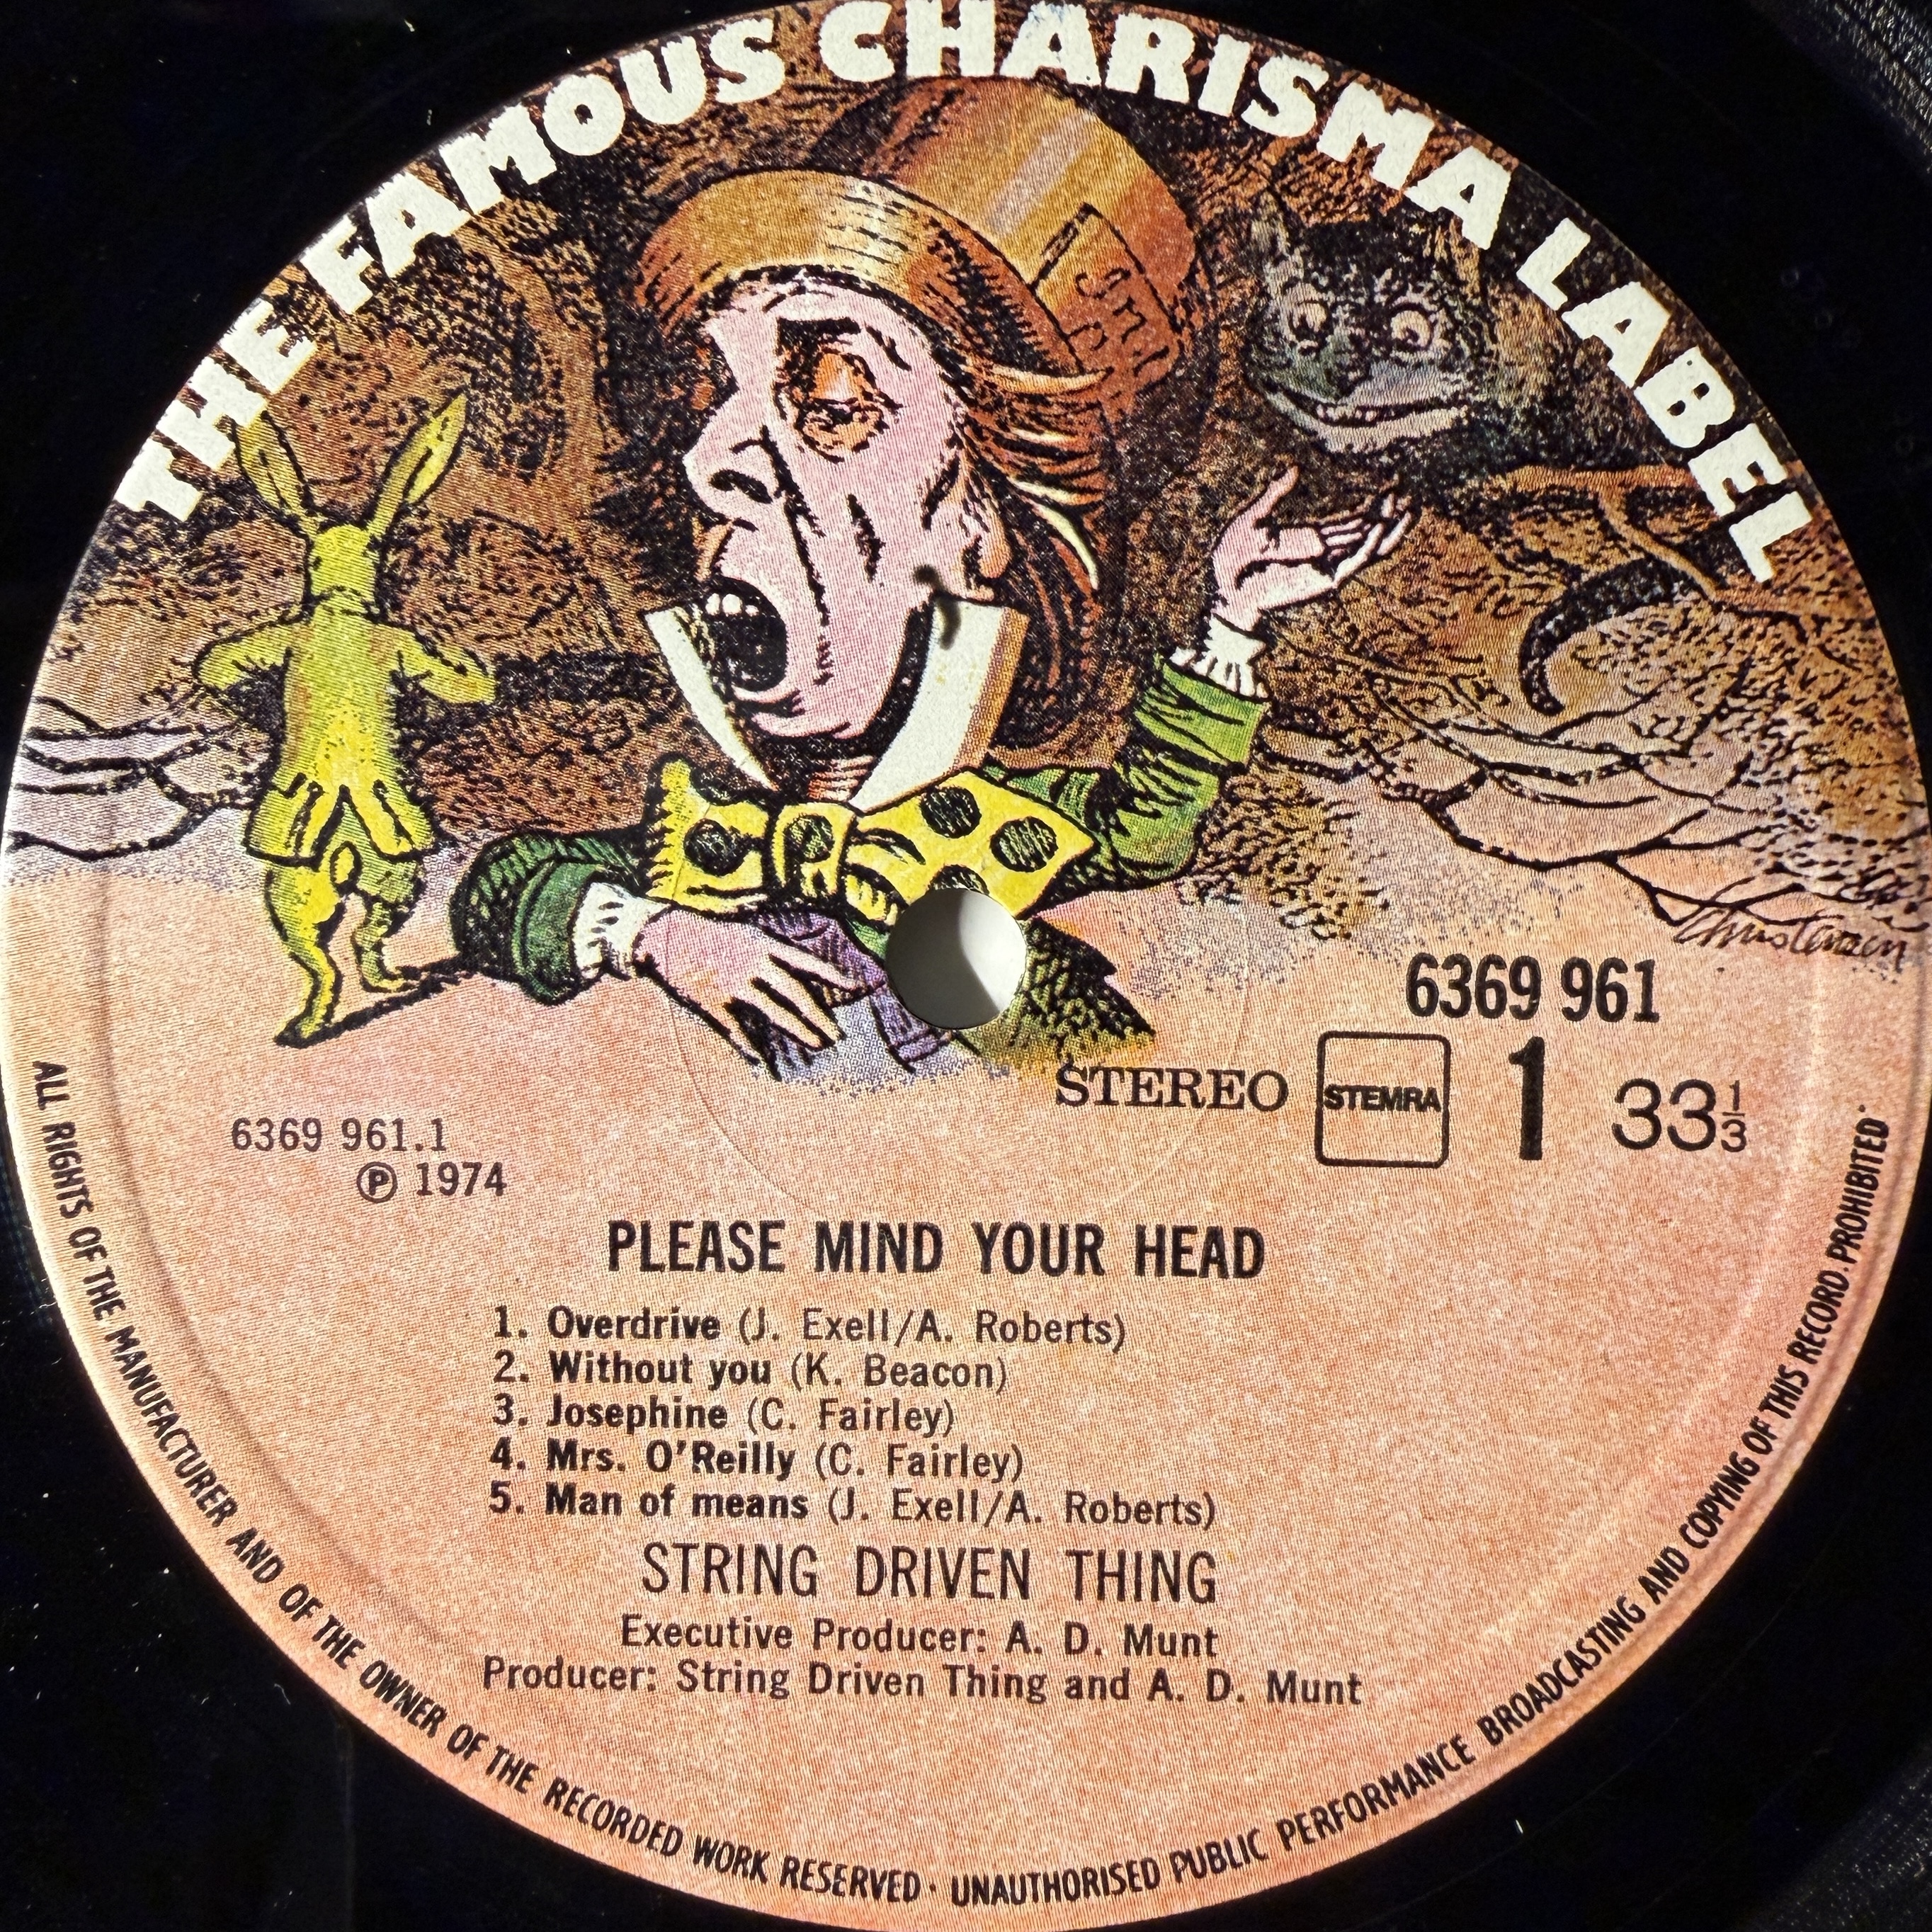 THE FAMOUS CHARISMA LABEL
Christensen
6369 961
STEREO STEMRA 1 33 1/3
6369 961.1
℗ 1974
PLEASE MIND YOUR HEAD
1. Overdrive (J. Exell/A. Roberts)
2. Without you (K. Beacon)
3. Josephine (C. Fairley)
4. Mrs. O'Reilly (C. Fairley)
5. Man of means (J. Exell/A. Roberts)
STRING DRIVEN THING
Executive Producer: A. D. Munt
Producer: String Driven Thing and A. D. Munt
ALL RIGHTS OF THE MANUFACTURER AND OF THE OWNER OF THE RECORDED WORK RESERVED · UNAUTHORISED PUBLIC PERFORMANCE BROADCASTING AND COPYING OF THIS RECORD PROHIBITED